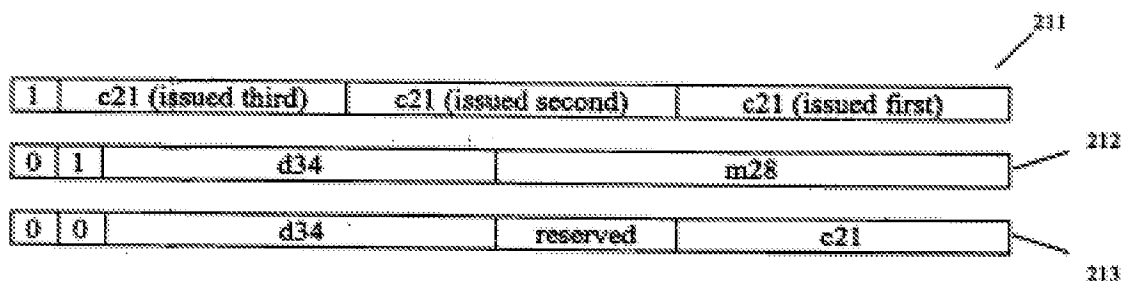 211
1 c21 (issued third) c21 (issued second) c21 (issued first)
212
0 1 d34 m28
0 0 d34 reserved c21
213